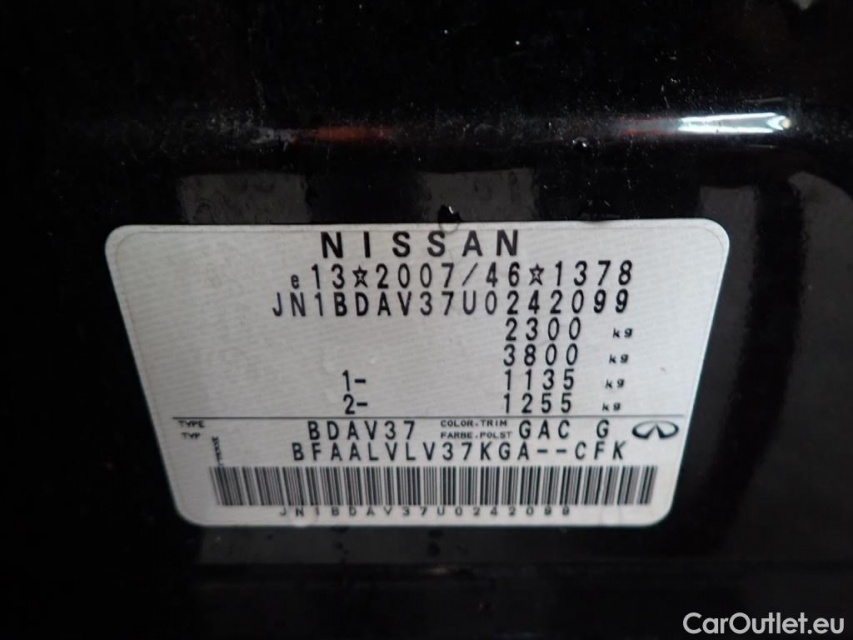 NISSAN
e13☆2007/46☆1378
JN1BDAV37U0242099
2300 kg
3800 kg
1- 1135 kg
2- 1255 kg
TYPE BDAV37 COLOR.TRIM GAC G
TYP FARBE.POLST
BFAALVLV37KGA--CFK
JN1BDAV37U0242099
CarOutlet.eu